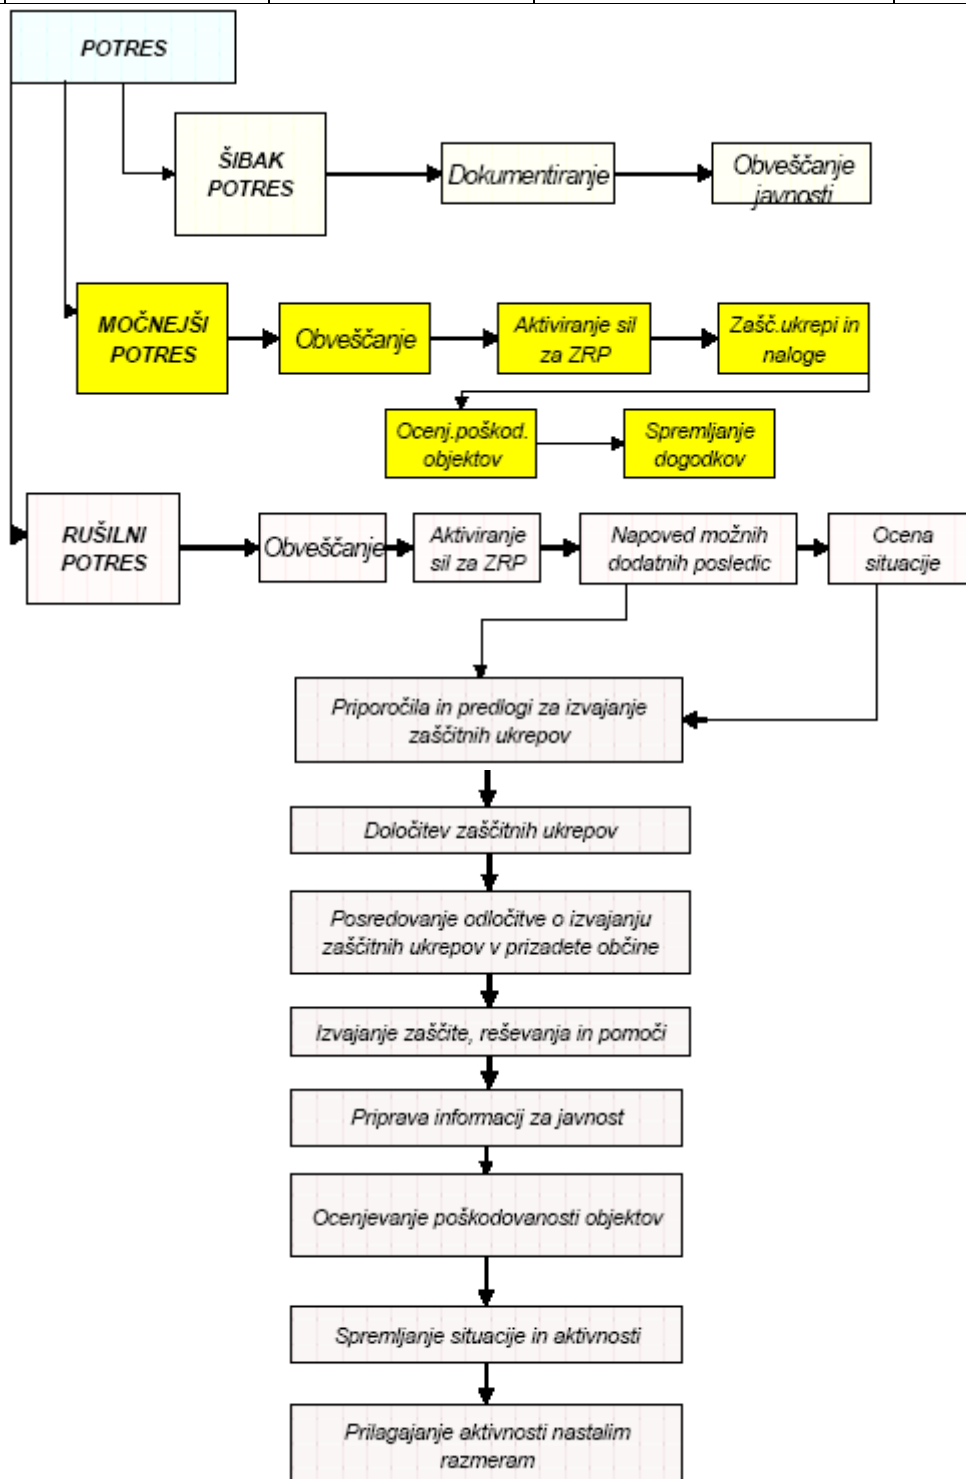 POTRES
ŠIBAK
POTRES
Dokumentiranje
Obveščanje
javnosti
MOČNEJŠI
POTRES
Obveščanje
Aktiviranje sil
za ZRP
Zašč.ukrepi in
naloge
Ocenj.poškod.
objektov
Spremljanje
dogodkov
RUŠILNI
POTRES
Obveščanje
Aktiviranje
sil za ZRP
Napoved možnih
dodatnih posledic
Ocena
situacije
Priporočila in predlogi za izvajanje
zaščitnih ukrepov
Določitev zaščitnih ukrepov
Posredovanje odločitve o izvajanju
zaščitnih ukrepov v prizadete občine
Izvajanje zaščite, reševanja in pomoči
Priprava informacij za javnost
Ocenjevanje poškodovanosti objektov
Spremljanje situacije in aktivnosti
Prilagajanje aktivnosti nastalim
razmeram